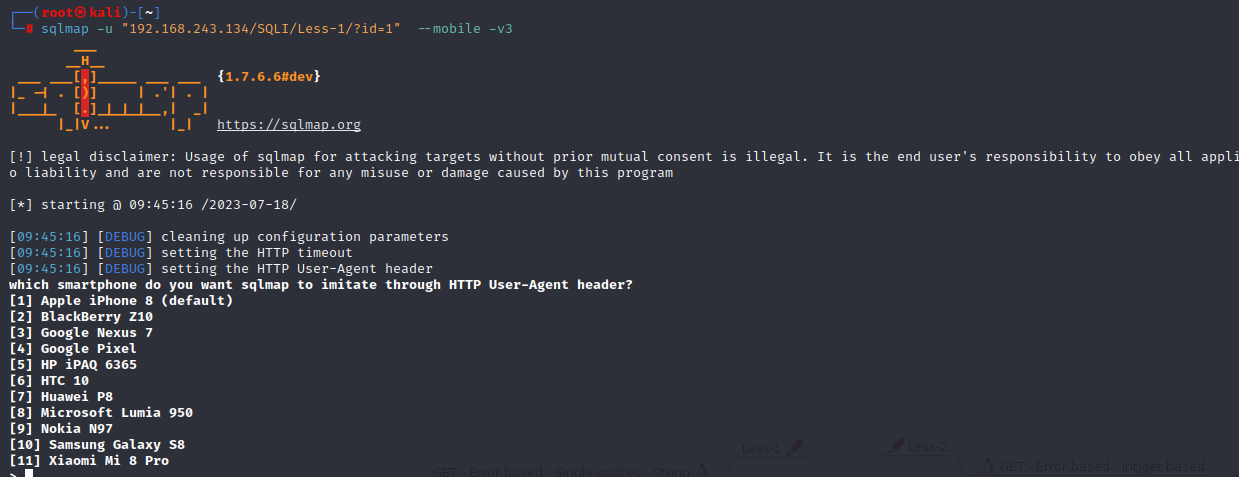 ┌──(root㉿kali)-[~]
└─# sqlmap -u "192.168.243.134/SQLI/Less-1/?id=1"  --mobile -v3
        ___
       __H__
 ___ ___[,]_____ ___ ___  {1.7.6.6#dev}
|_ -| . [)]     | .'| . |
|___|_  [.]_|_|_|__,|  _|
      |_|V...       |_|   https://sqlmap.org
[!] legal disclaimer: Usage of sqlmap for attacking targets without prior mutual consent is illegal. It is the end user's responsibility to obey all appli
o liability and are not responsible for any misuse or damage caused by this program
[*] starting @ 09:45:16 /2023-07-18/
[09:45:16] [DEBUG] cleaning up configuration parameters
[09:45:16] [DEBUG] setting the HTTP timeout
[09:45:16] [DEBUG] setting the HTTP User-Agent header
which smartphone do you want sqlmap to imitate through HTTP User-Agent header?
[1] Apple iPhone 8 (default)
[2] BlackBerry Z10
[3] Google Nexus 7
[4] Google Pixel
[5] HP iPAQ 6365
[6] HTC 10
[7] Huawei P8
[8] Microsoft Lumia 950
[9] Nokia N97
[10] Samsung Galaxy S8
[11] Xiaomi Mi 8 Pro
>
Less-1
Less-2
GET - Error based - Single quotes - String
GET - Error based - Intiger based